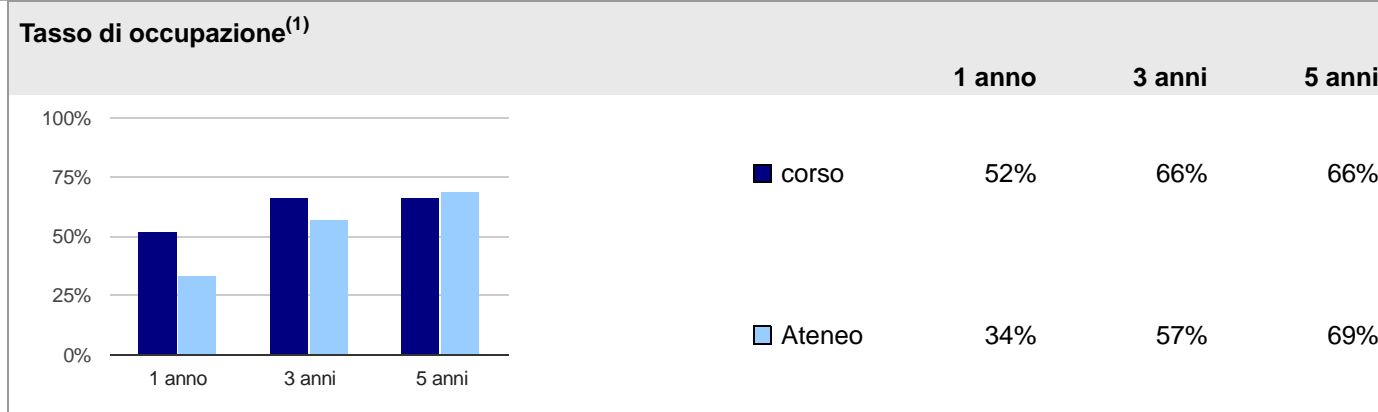 Tasso di occupazione(1)
1 anno 3 anni 5 anni
100%
75%
50%
25%
0%
1 anno 3 anni 5 anni
corso 52% 66% 66%
Ateneo 34% 57% 69%